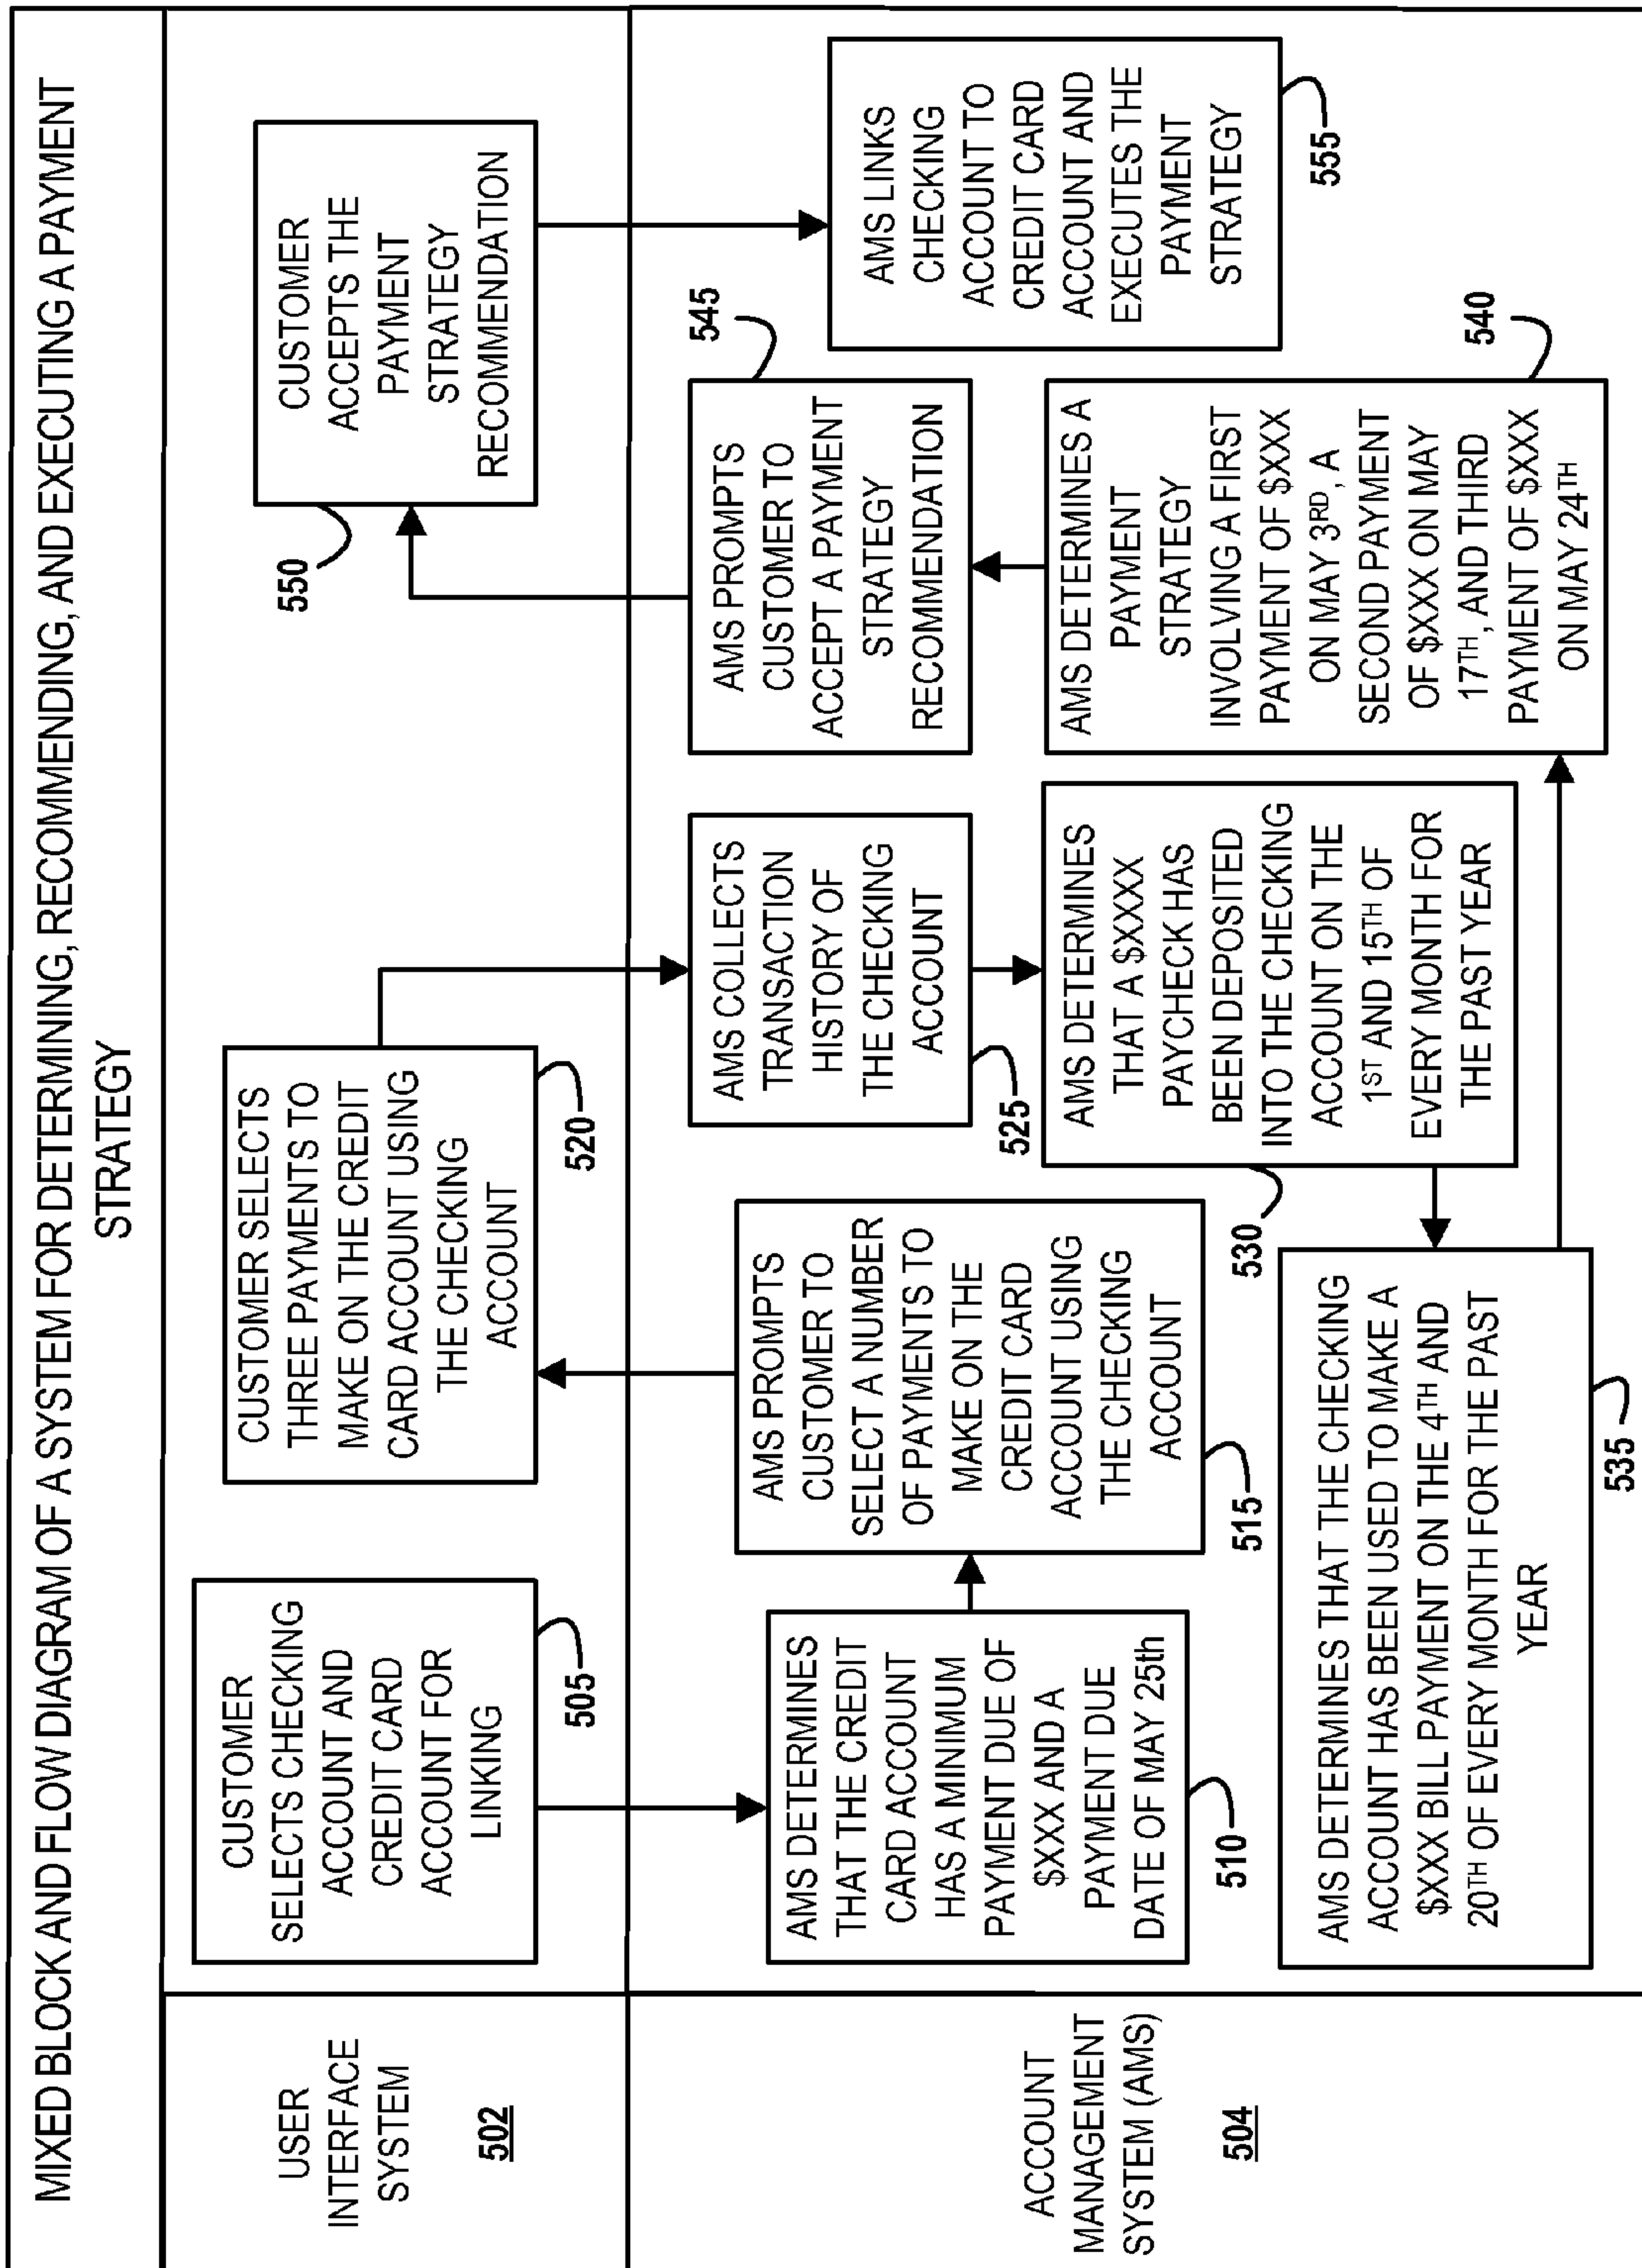 MIXED BLOCK AND FLOW DIAGRAM OF A SYSTEM FOR DETERMINING, RECOMMENDING, AND EXECUTING A PAYMENT
STRATEGY
USER
INTERFACE
SYSTEM
502
CUSTOMER
SELECTS CHECKING
ACCOUNT AND
CREDIT CARD
ACCOUNT FOR
LINKING
505
CUSTOMER SELECTS
THREE PAYMENTS TO
MAKE ON THE CREDIT
CARD ACCOUNT USING
THE CHECKING
ACCOUNT
520
CUSTOMER
ACCEPTS THE
PAYMENT
STRATEGY
RECOMMENDATION
550
ACCOUNT
MANAGEMENT
SYSTEM (AMS)
504
AMS DETERMINES
THAT THE CREDIT
CARD ACCOUNT
HAS A MINIMUM
PAYMENT DUE OF
$XXX AND A
PAYMENT DUE
DATE OF MAY 25th
510
AMS PROMPTS
CUSTOMER TO
SELECT A NUMBER
OF PAYMENTS TO
MAKE ON THE
CREDIT CARD
ACCOUNT USING
THE CHECKING
ACCOUNT
515
AMS COLLECTS
TRANSACTION
HISTORY OF
THE CHECKING
ACCOUNT
525
AMS DETERMINES
THAT A $XXXX
PAYCHECK HAS
BEEN DEPOSITED
INTO THE CHECKING
ACCOUNT ON THE
1ST AND 15TH OF
EVERY MONTH FOR
THE PAST YEAR
530
AMS DETERMINES THAT THE CHECKING
ACCOUNT HAS BEEN USED TO MAKE A
$XXX BILL PAYMENT ON THE 4TH AND
20TH OF EVERY MONTH FOR THE PAST
YEAR
535
AMS DETERMINES A
PAYMENT
STRATEGY
INVOLVING A FIRST
PAYMENT OF $XXX
ON MAY 3RD, A
SECOND PAYMENT
OF $XXX ON MAY
17TH, AND THIRD
PAYMENT OF $XXX
ON MAY 24TH
540
AMS PROMPTS
CUSTOMER TO
ACCEPT A PAYMENT
STRATEGY
RECOMMENDATION
545
AMS LINKS
CHECKING
ACCOUNT TO
CREDIT CARD
ACCOUNT AND
EXECUTES THE
PAYMENT
STRATEGY
555